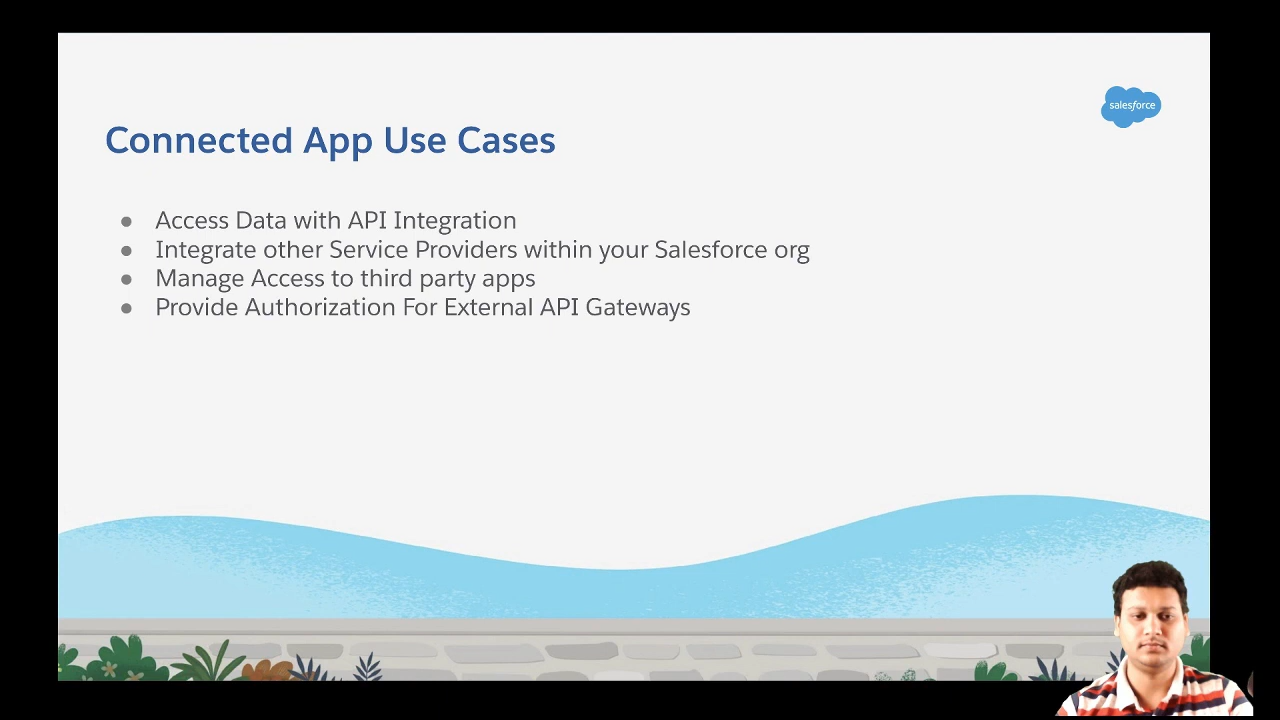 salesforce
Connected App Use Cases
● Access Data with API Integration
● Integrate other Service Providers within your Salesforce org
● Manage Access to third party apps
● Provide Authorization For External API Gateways